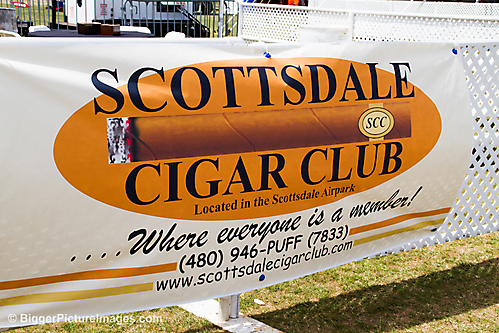 SCOTTSDALE
SCC
CIGAR CLUB
Located in the Scottsdale Airpark
....Where everyone is a member!
(480) 946-PUFF (7833)
www.scottsdalecigarclub.com
© BiggerPictureImages.com